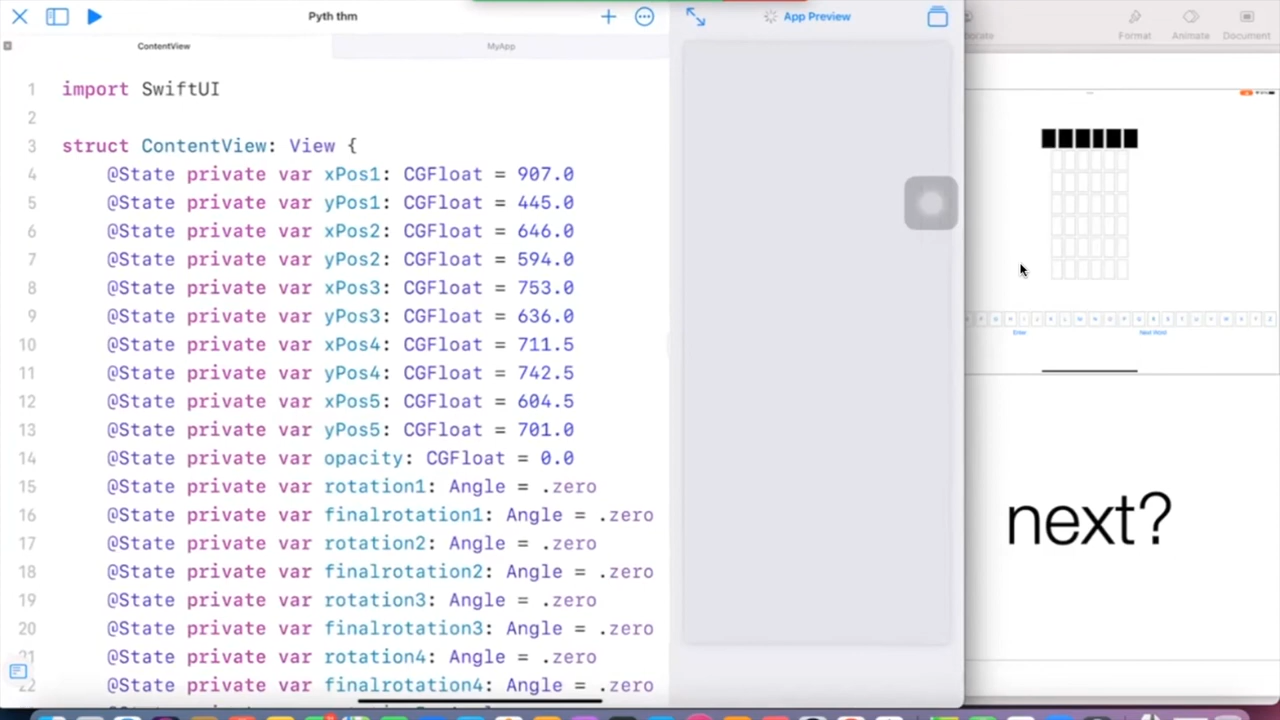 Pyth thm
App Preview
Format
Animate
Document
ContentView
MyApp
1 import SwiftUI
2
3 struct ContentView: View {
4 @State private var xPos1: CGFloat = 907.0
5 @State private var yPos1: CGFloat = 445.0
6 @State private var xPos2: CGFloat = 646.0
7 @State private var yPos2: CGFloat = 594.0
8 @State private var xPos3: CGFloat = 753.0
9 @State private var yPos3: CGFloat = 636.0
10 @State private var xPos4: CGFloat = 711.5
11 @State private var yPos4: CGFloat = 742.5
12 @State private var xPos5: CGFloat = 604.5
13 @State private var yPos5: CGFloat = 701.0
14 @State private var opacity: CGFloat = 0.0
15 @State private var rotation1: Angle = .zero
16 @State private var finalrotation1: Angle = .zero
17 @State private var rotation2: Angle = .zero
18 @State private var finalrotation2: Angle = .zero
19 @State private var rotation3: Angle = .zero
20 @State private var finalrotation3: Angle = .zero
21 @State private var rotation4: Angle = .zero
22 @State private var finalrotation4: Angle = .zero
Enter
Next Word
next?